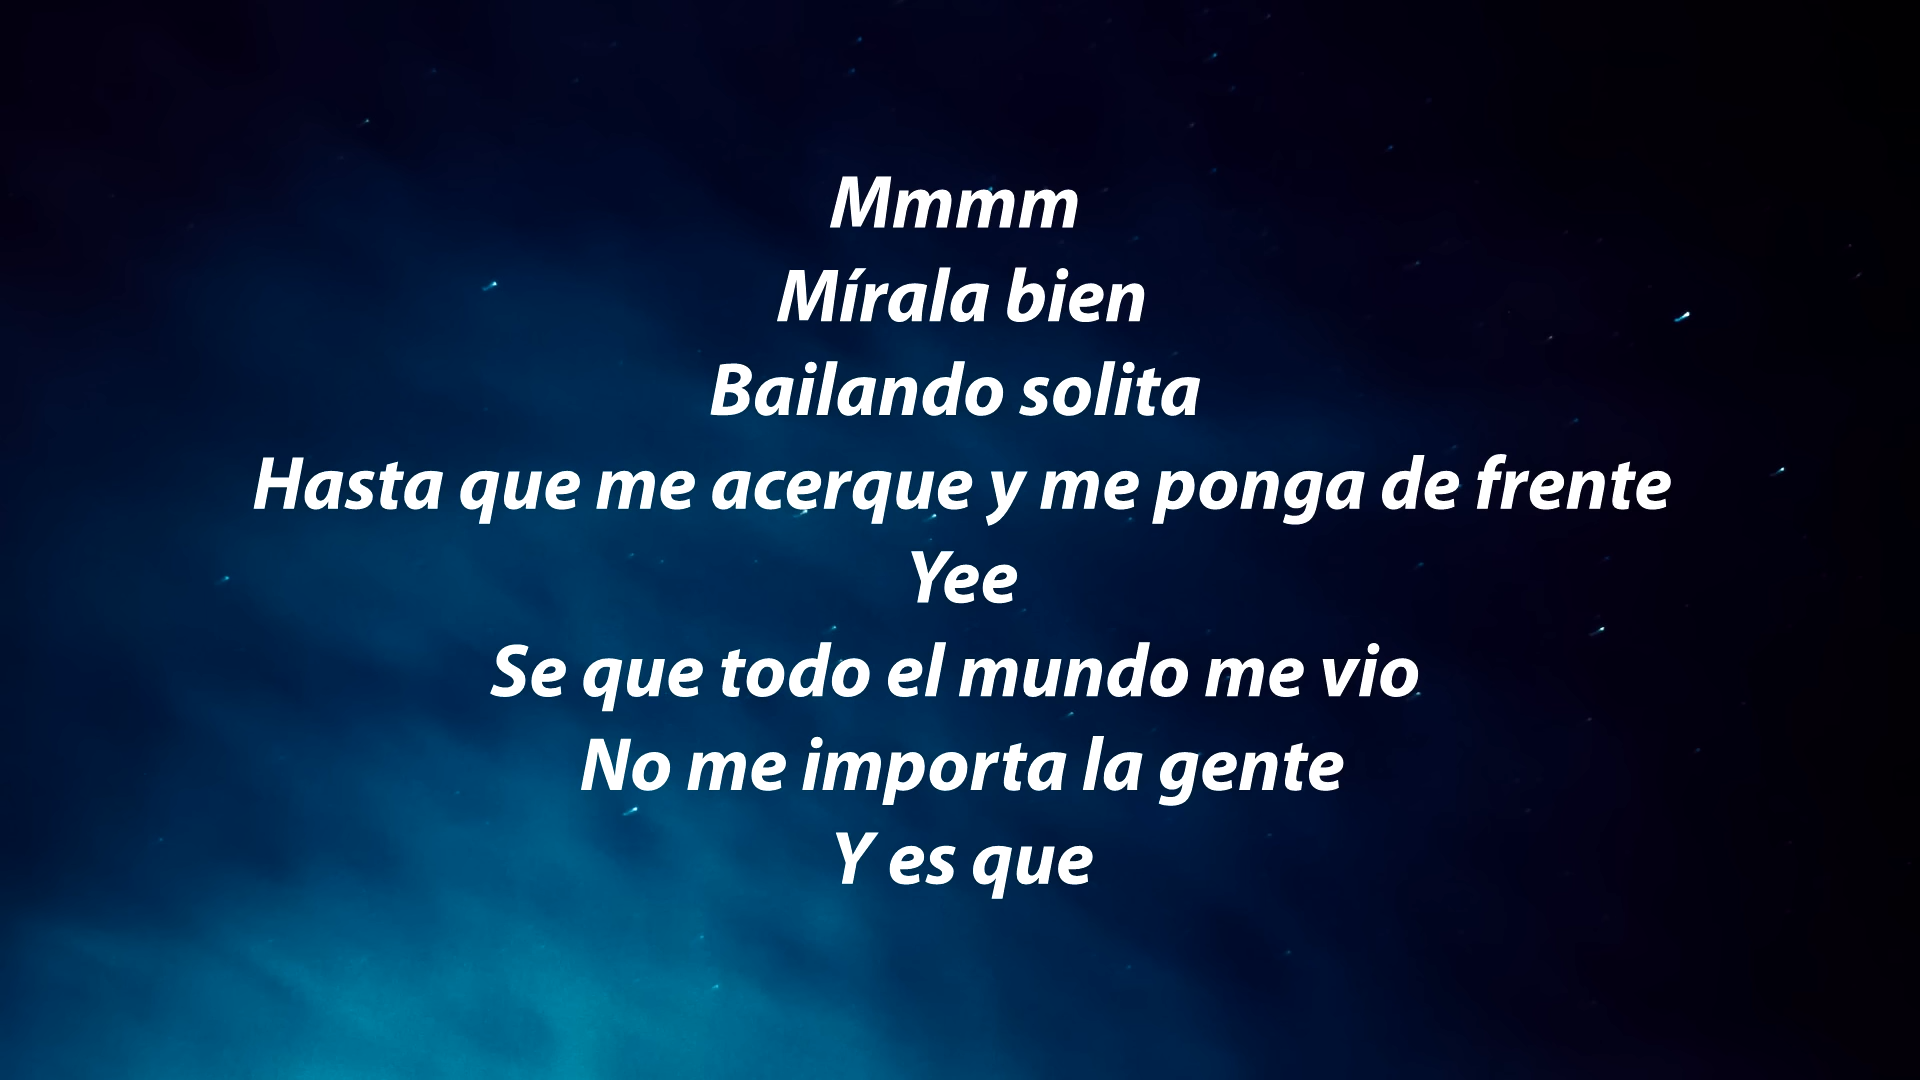 Mmmm
Mírala bien
Bailando solita
Hasta que me acerque y me ponga de frente
Yee
Se que todo el mundo me vio
No me importa la gente
Y es que